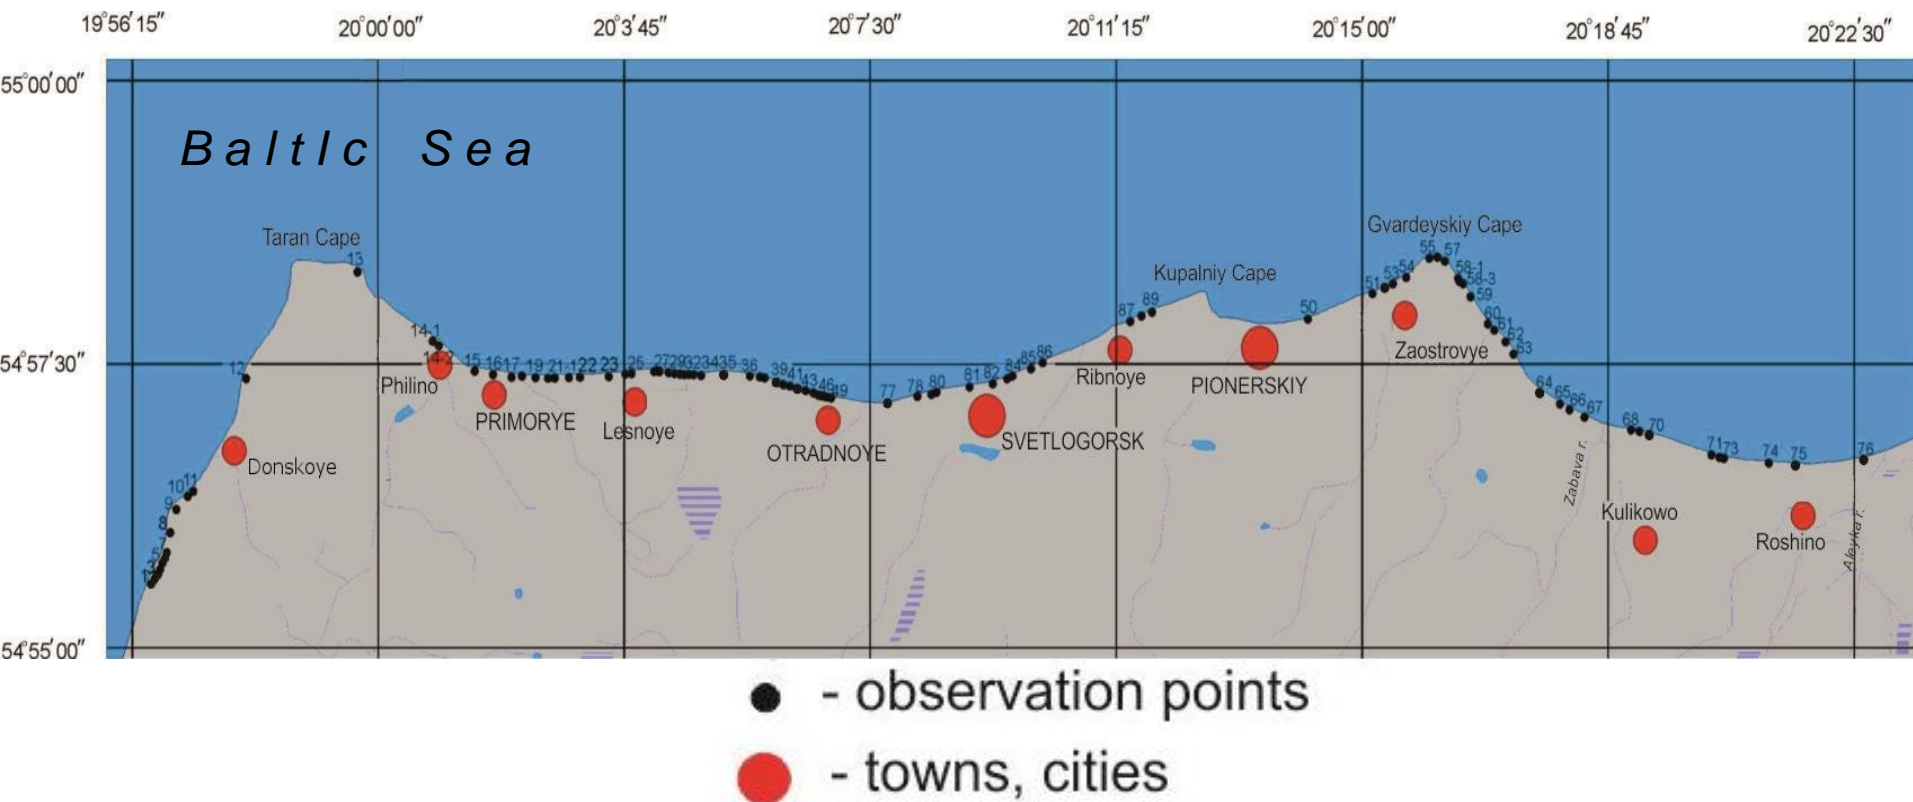 19°56′15″ 20°00′00″ 20°3′45″ 20°7′30″ 20°11′15″ 20°15′00″ 20°18′45″ 20°22′30″
55°00′00″
BaltIc Sea
Gvardeyskiy Cape
Taran Cape
13
55 57
Kupalniy Cape
51 53 54 58-1
58-3
59
87 89
50
60
61
62
63
14-1
14-2
54°57′30″
12
15 16 17 19 21-1 22 23 25 27 29 32 34 35 36 39 41 43 46 49
77 78 80 81 82 84 85 86
Zaostrovye
Philino
Ribnoye
PIONERSKIY
64 65 66 67
68 70
PRIMORYE
Lesnoye
OTRADNOYE
SVETLOGORSK
71 73 74 75 76
Donskoye
Zabava r.
10 11
9
8
7
5
3
1
Kulikowo
Roshino
Aleyka r.
54°55′00″
- observation points
- towns, cities